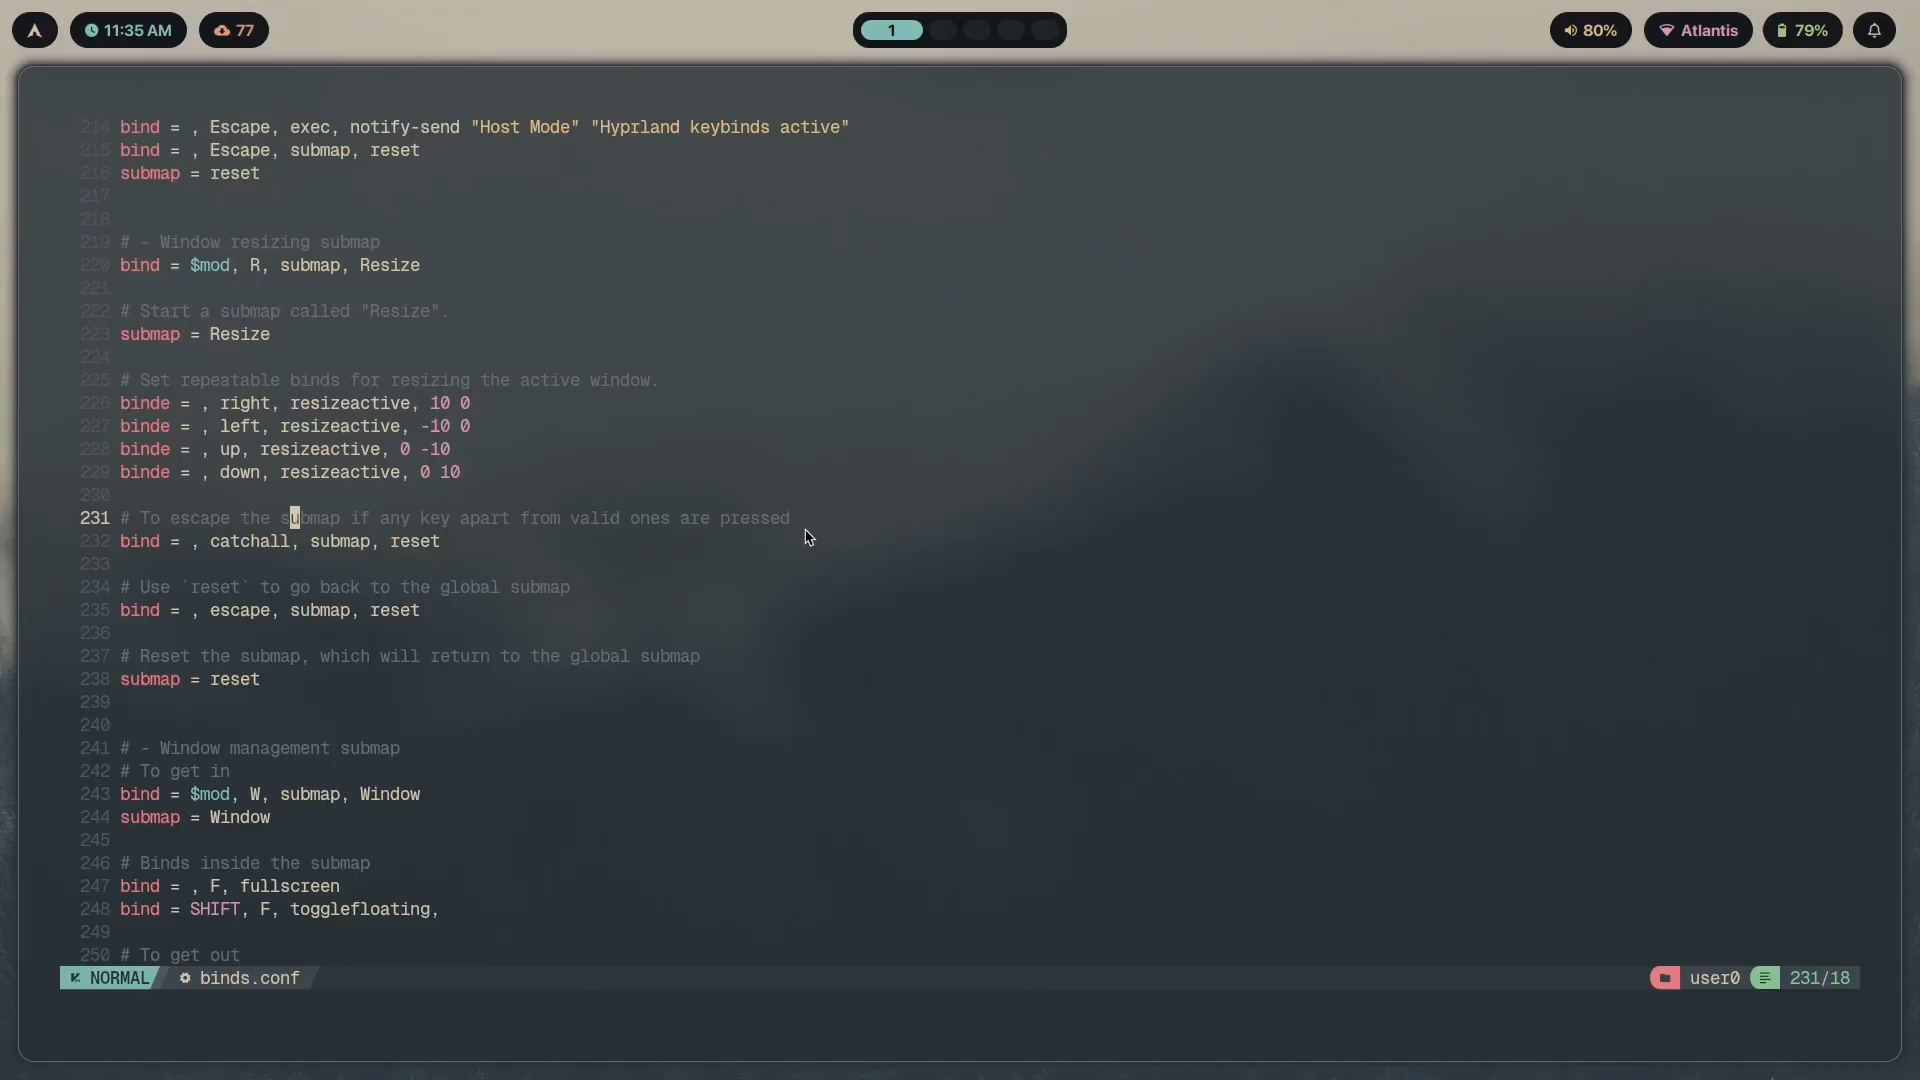 11:35 AM 77 1 80% Atlantis 79%
214 bind = , Escape, exec, notify-send "Host Mode" "Hyprland keybinds active"
215 bind = , Escape, submap, reset
216 submap = reset
217
218
219 # - Window resizing submap
220 bind = $mod, R, submap, Resize
221
222 # Start a submap called "Resize".
223 submap = Resize
224
225 # Set repeatable binds for resizing the active window.
226 binde = , right, resizeactive, 10 0
227 binde = , left, resizeactive, -10 0
228 binde = , up, resizeactive, 0 -10
229 binde = , down, resizeactive, 0 10
230
231 # To escape the submap if any key apart from valid ones are pressed
232 bind = , catchall, submap, reset
233
234 # Use `reset` to go back to the global submap
235 bind = , escape, submap, reset
236
237 # Reset the submap, which will return to the global submap
238 submap = reset
239
240
241 # - Window management submap
242 # To get in
243 bind = $mod, W, submap, Window
244 submap = Window
245
246 # Binds inside the submap
247 bind = , F, fullscreen
248 bind = SHIFT, F, togglefloating,
249
250 # To get out
NORMAL binds.conf user0 231/18